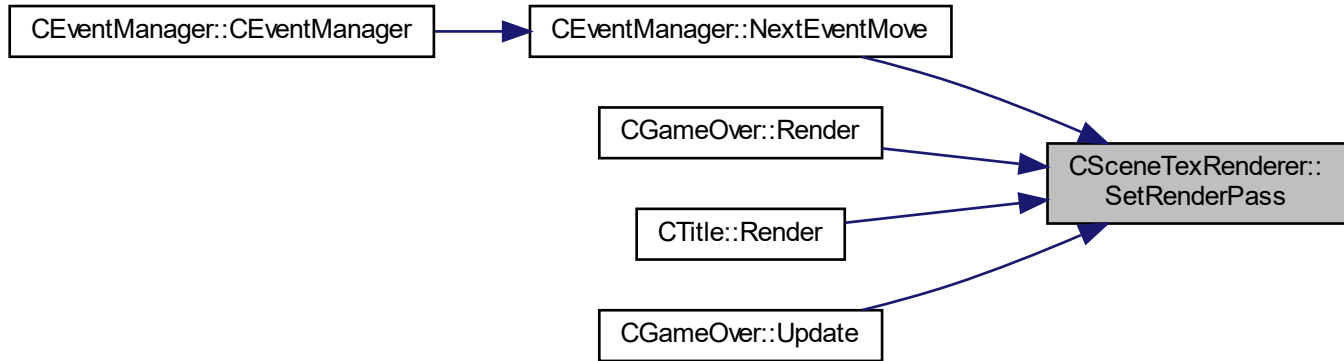 CEventManager::CEventManager
CEventManager::NextEventMove
CGameOver::Render
CSceneTexRenderer::
SetRenderPass
CTitle::Render
CGameOver::Update